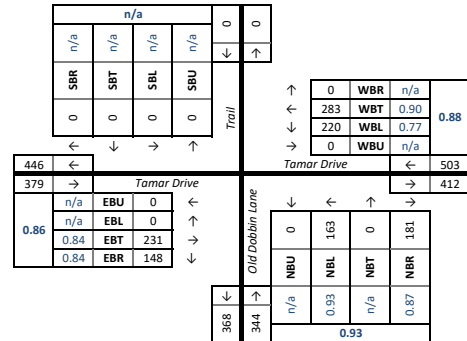 n/a
n/a n/a n/a n/a
SBR SBT SBL SBU
0 0 0 0
← ↓ → ↑
0 0
↓ ↑
Trail
↑ 0 WBR n/a
← 283 WBT 0.90
↓ 220 WBL 0.77
→ 0 WBU n/a
0.88
446 ←
379 →
Tamar Drive
← 503
→ 412
Tamar Drive
0.86
n/a EBU 0 ←
n/a EBL 0 ↑
0.84 EBT 231 →
0.84 EBR 148 ↓
Old Dobbin Lane
↓ ← ↑ →
0 163 0 181
NBU NBL NBT NBR
n/a 0.93 n/a 0.87
0.93
↓ ↑
368 344